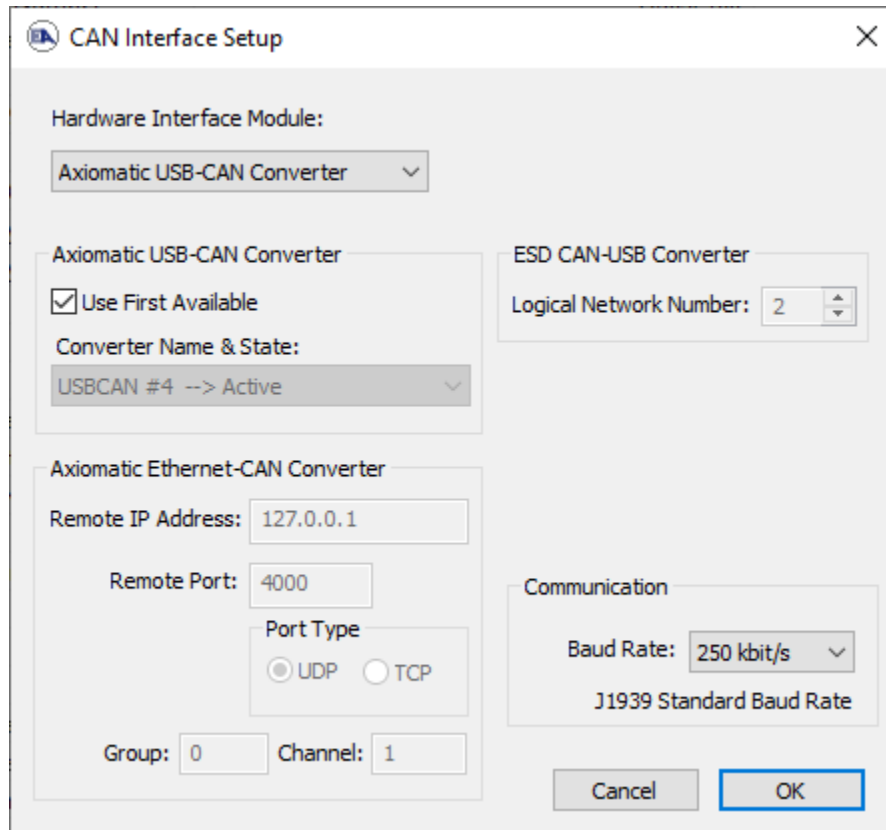 CAN Interface Setup
Hardware Interface Module:
Axiomatic USB-CAN Converter
Axiomatic USB-CAN Converter
Use First Available
Converter Name & State:
USBCAN #4 --> Active
ESD CAN-USB Converter
Logical Network Number: 2
Axiomatic Ethernet-CAN Converter
Remote IP Address: 127.0.0.1
Remote Port: 4000
Port Type
UDP TCP
Group: 0 Channel: 1
Communication
Baud Rate: 250 kbit/s
J1939 Standard Baud Rate
Cancel OK